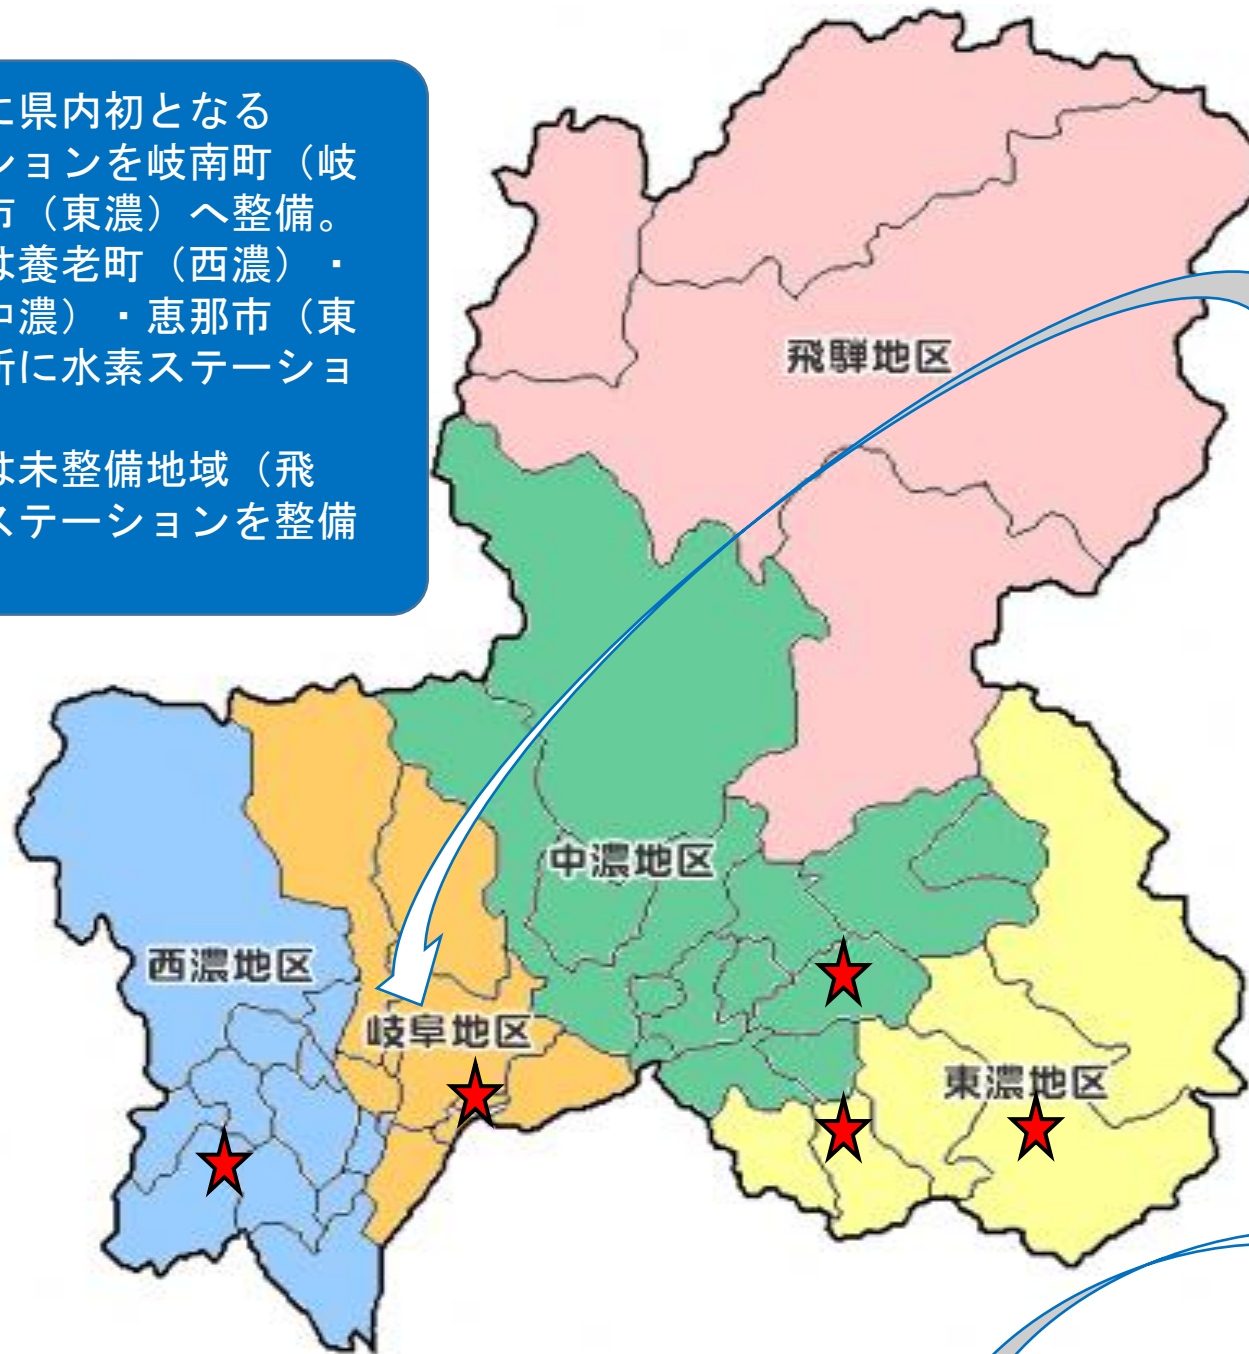 に県内初となる
ションを岐南町（岐
市（東濃）へ整備。
は養老町（西濃）・
中濃）・恵那市（東
所に水素ステーショ
は未整備地域（飛
ステーションを整備
飛騨地区
中濃地区
西濃地区
岐阜地区
東濃地区